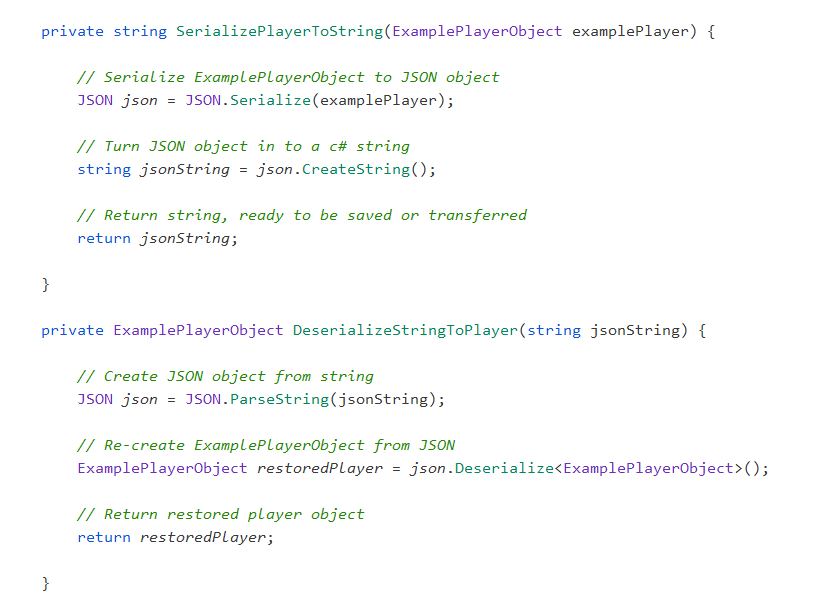 private string SerializePlayerToString(ExamplePlayerObject examplePlayer) {
// Serialize ExamplePlayerObject to JSON object
JSON json = JSON.Serialize(examplePlayer);
// Turn JSON object in to a c# string
string jsonString = json.CreateString();
// Return string, ready to be saved or transferred
return jsonString;
}
private ExamplePlayerObject DeserializeStringToPlayer(string jsonString) {
// Create JSON object from string
JSON json = JSON.ParseString(jsonString);
// Re-create ExamplePlayerObject from JSON
ExamplePlayerObject restoredPlayer = json.Deserialize<ExamplePlayerObject>();
// Return restored player object
return restoredPlayer;
}